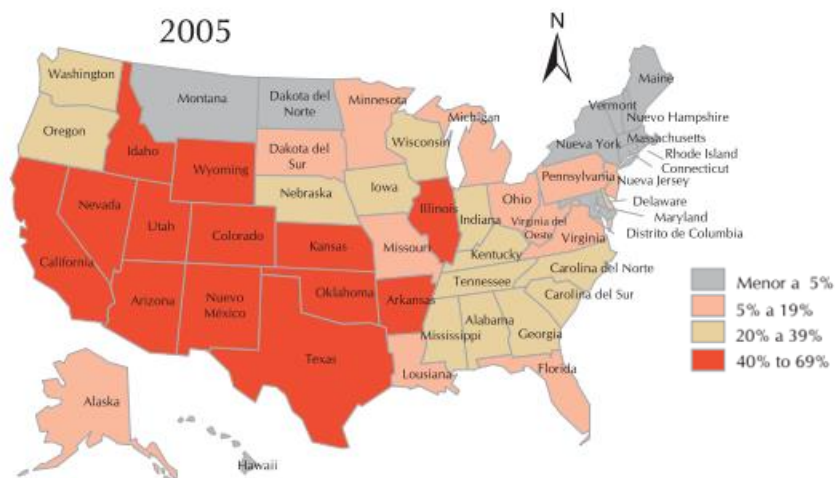 2005
N
Washington
Montana
Dakota del
Norte
Minnesota
Michigan
Maine
Vermont
Nuevo Hampshire
Oregon
Idaho
Wyoming
Dakota del
Sur
Wisconsin
Nueva York
Massachusetts
Rhode Island
Connecticut
Pennsylvania
Nueva Jersey
Nebraska
Iowa
Ohio
Delaware
Maryland
Distrito de Columbia
Nevada
Utah
Colorado
Kansas
Illinois
Indiana
Virginia del
Oeste
Virginia
Missouri
Kentucky
California
Carolina del Norte
Tennessee
Carolina del Sur
Arizona
Nuevo
México
Oklahoma
Arkansas
Mississippi
Alabama
Georgia
Texas
Lousiana
Florida
Alaska
Hawaii
Menor a 5%
5% a 19%
20% a 39%
40% to 69%